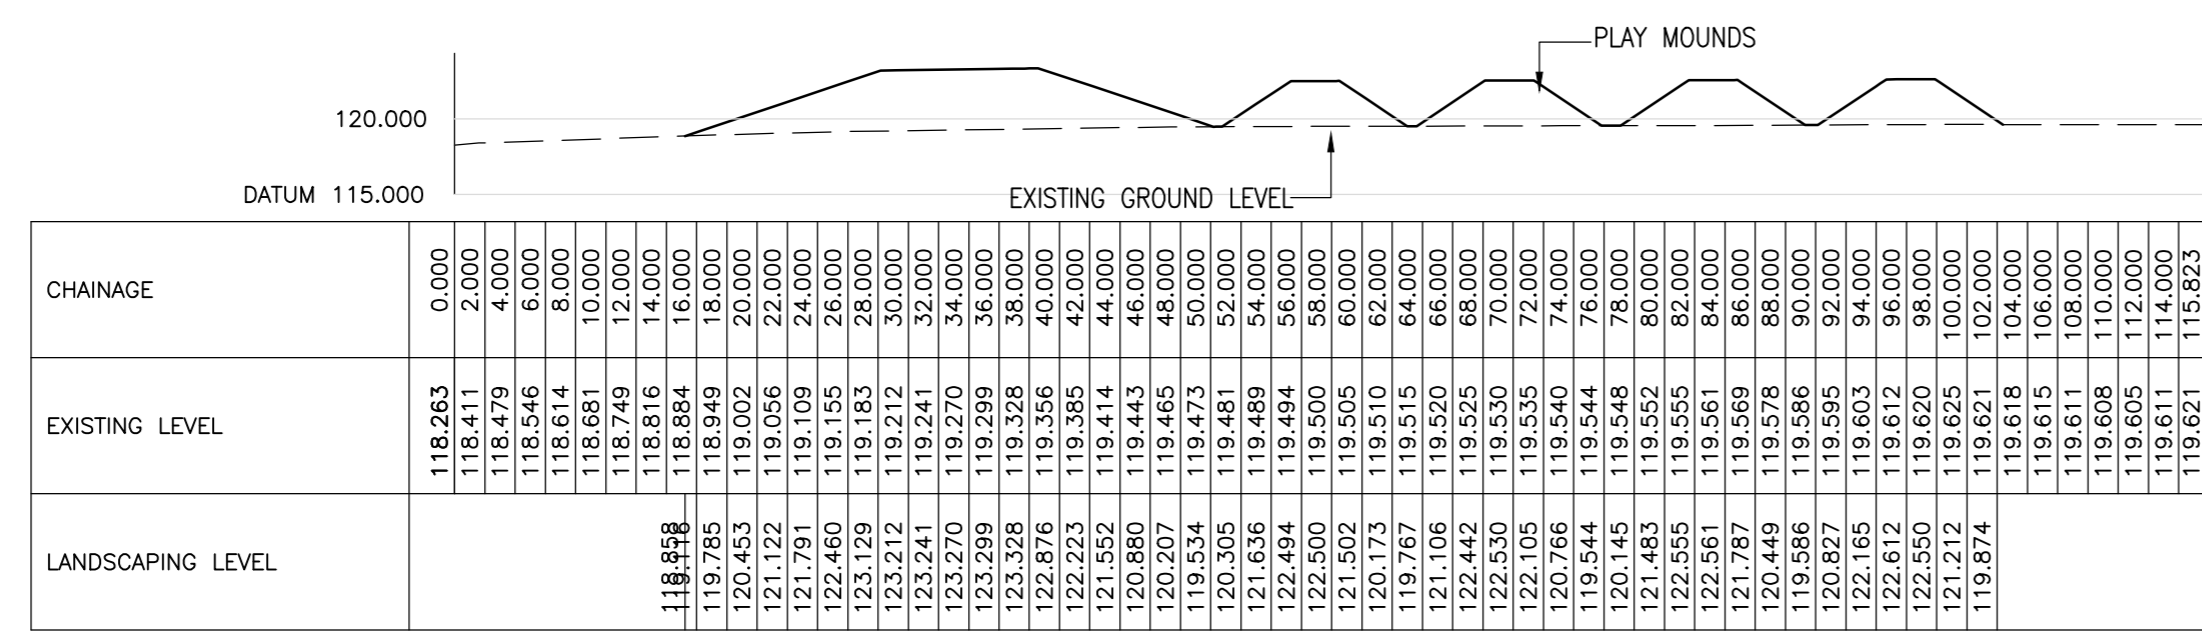 PLAY MOUNDS
120.000
DATUM 115.000
EXISTING GROUND LEVEL
CHAINAGE 0.000 2.000 4.000 6.000 8.000 10.000 12.000 14.000 16.000 18.000 20.000 22.000 24.000 26.000 28.000 30.000 32.000 34.000 36.000 38.000 40.000 42.000 44.000 46.000 48.000 50.000 52.000 54.000 56.000 58.000 60.000 62.000 64.000 66.000 68.000 70.000 72.000 74.000 76.000 78.000 80.000 82.000 84.000 86.000 88.000 90.000 92.000 94.000 96.000 98.000 100.000 102.000 104.000 106.000 108.000 110.000 112.000 114.000 115.823
EXISTING LEVEL 118.263 118.411 118.479 118.546 118.614 118.681 118.749 118.816 118.884 118.949 119.002 119.056 119.109 119.155 119.183 119.212 119.241 119.270 119.299 119.328 119.356 119.385 119.414 119.443 119.465 119.473 119.481 119.489 119.494 119.500 119.505 119.510 119.515 119.520 119.525 119.530 119.535 119.540 119.544 119.548 119.552 119.555 119.561 119.569 119.578 119.586 119.595 119.603 119.612 119.620 119.625 119.621 119.618 119.615 119.611 119.608 119.605 119.611 119.621
LANDSCAPING LEVEL 118.858 119.116 119.785 120.453 121.122 121.791 122.460 123.129 123.212 123.241 123.270 123.299 123.328 122.876 122.223 121.552 120.880 120.207 119.534 120.305 121.636 122.494 122.500 121.502 120.173 119.767 121.106 122.442 122.530 122.105 120.766 119.544 120.145 121.483 122.555 122.561 121.787 120.449 119.586 120.827 122.165 122.612 122.550 121.212 119.874